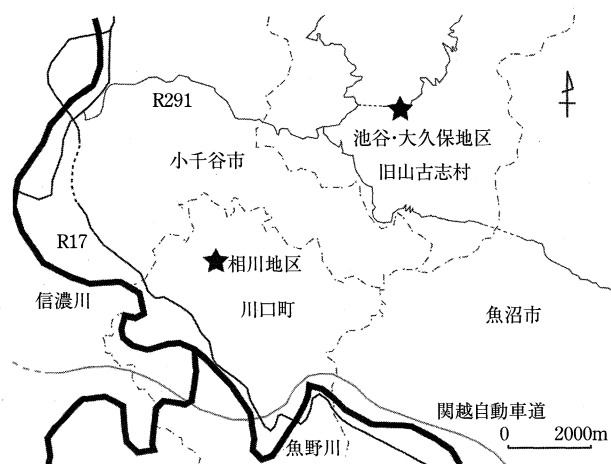 R291
池谷・大久保地区
小千谷市
旧山古志村
R17
相川地区
信濃川
川口町
魚沼市
関越自動車道
魚野川
0 2000m